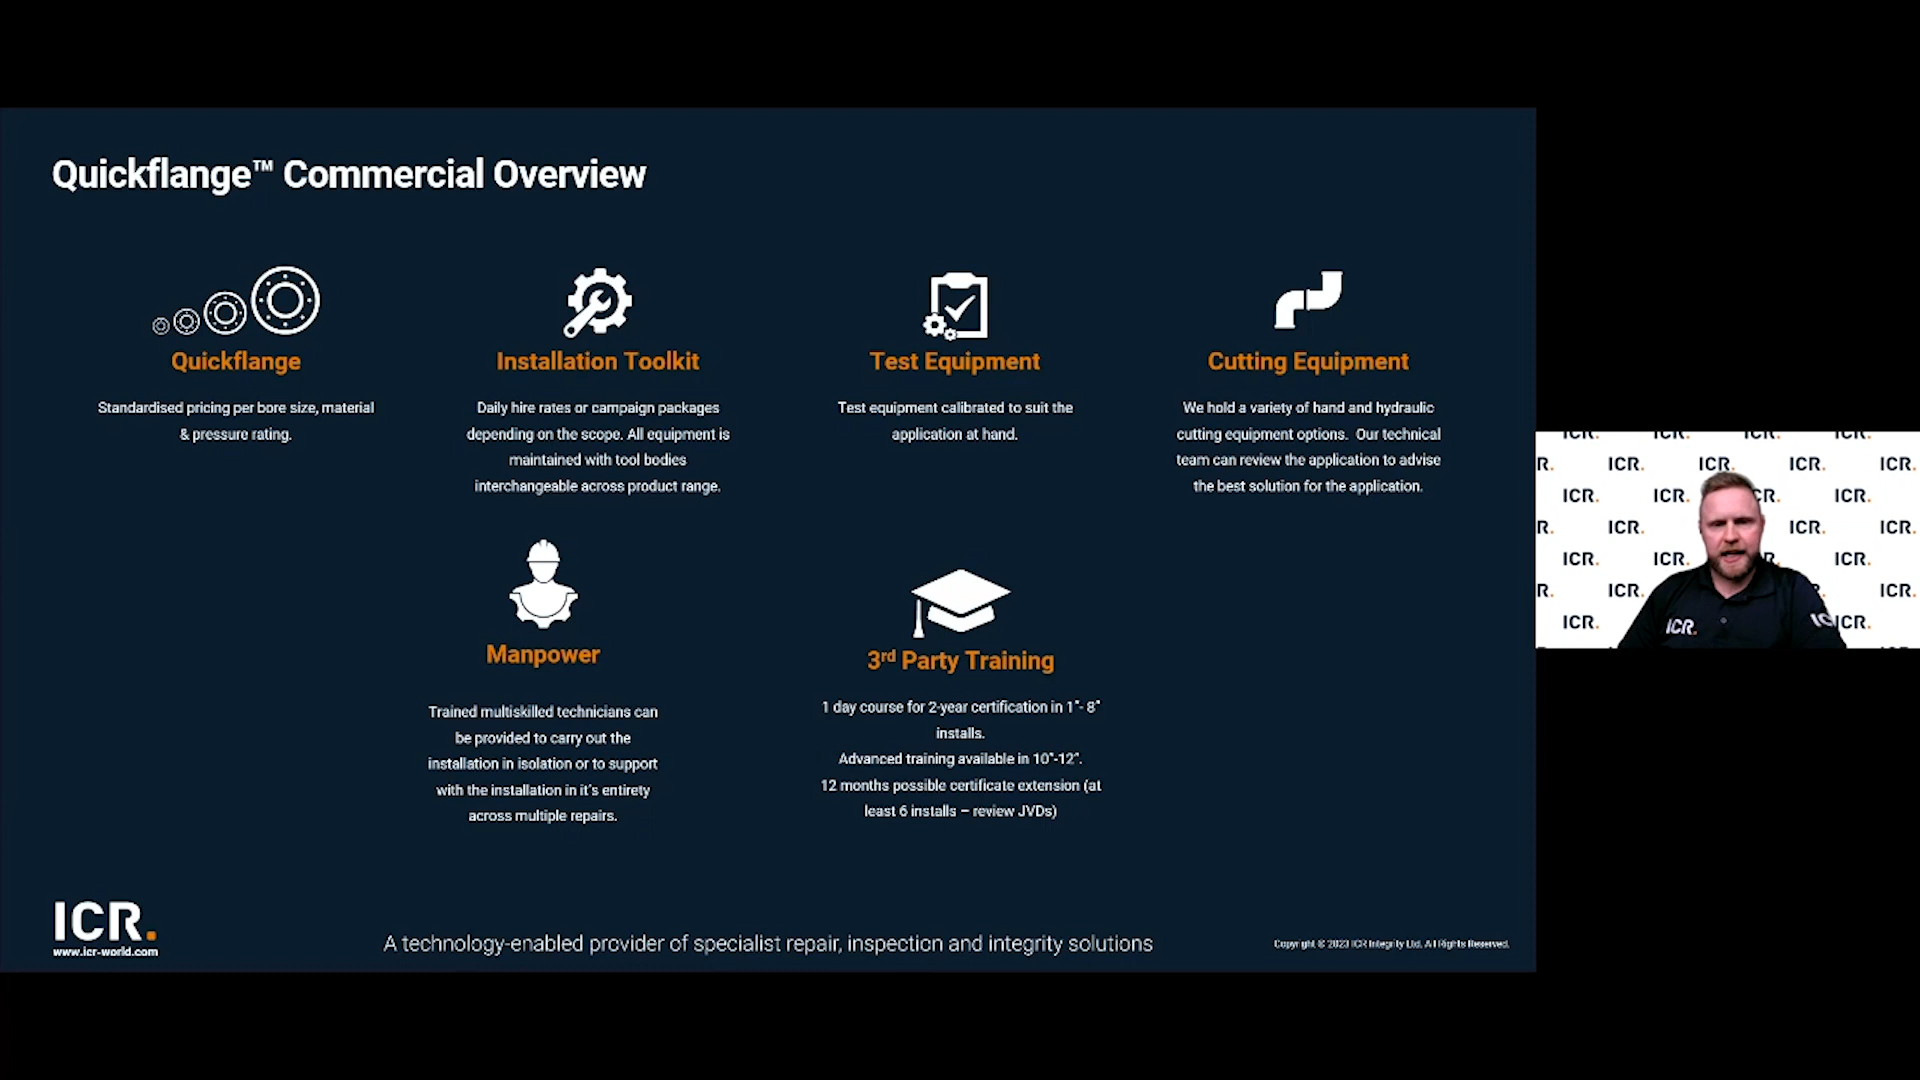 Quickflange™ Commercial Overview
Quickflange
Standardised pricing per bore size, material
& pressure rating.
Installation Toolkit
Daily hire rates or campaign packages
depending on the scope. All equipment is
maintained with tool bodies
interchangeable across product range.
Test Equipment
Test equipment calibrated to suit the
application at hand.
Cutting Equipment
We hold a variety of hand and hydraulic
cutting equipment options. Our technical
team can review the application to advise
the best solution for the application.
Manpower
Trained multiskilled technicians can
be provided to carry out the
installation in isolation or to support
with the installation in it's entirety
across multiple repairs.
3rd Party Training
1 day course for 2-year certification in 1"- 8"
installs.
Advanced training available in 10"-12".
12 months possible certificate extension (at
least 6 installs – review JVDs)
ICR.
www.icr-world.com
A technology-enabled provider of specialist repair, inspection and integrity solutions
Copyright © 2023 ICR Integrity Ltd. All Rights Reserved.
ICR. ICR. ICR. ICR.
R. ICR. ICR. ICR. ICR.
ICR. ICR. CR. ICR.
R. ICR. ICR. ICR.
ICR. ICR. R. ICR.
R. ICR. ICR.
ICR. ICR. IC ICR.